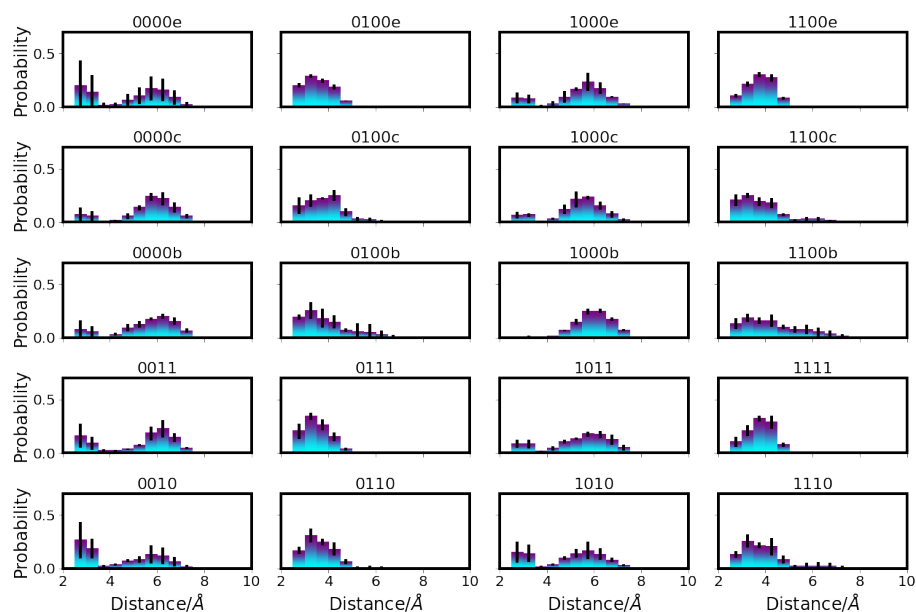 0000e 0100e 1000e 1100e
Probability 0.5 0.0
0000c 0100c 1000c 1100c
Probability 0.5 0.0
0000b 0100b 1000b 1100b
Probability 0.5 0.0
0011 0111 1011 1111
Probability 0.5 0.0
0010 0110 1010 1110
Probability 0.5 0.0
2 4 6 8 10 2 4 6 8 10 2 4 6 8 10 2 4 6 8 10
Distance/Å Distance/Å Distance/Å Distance/Å